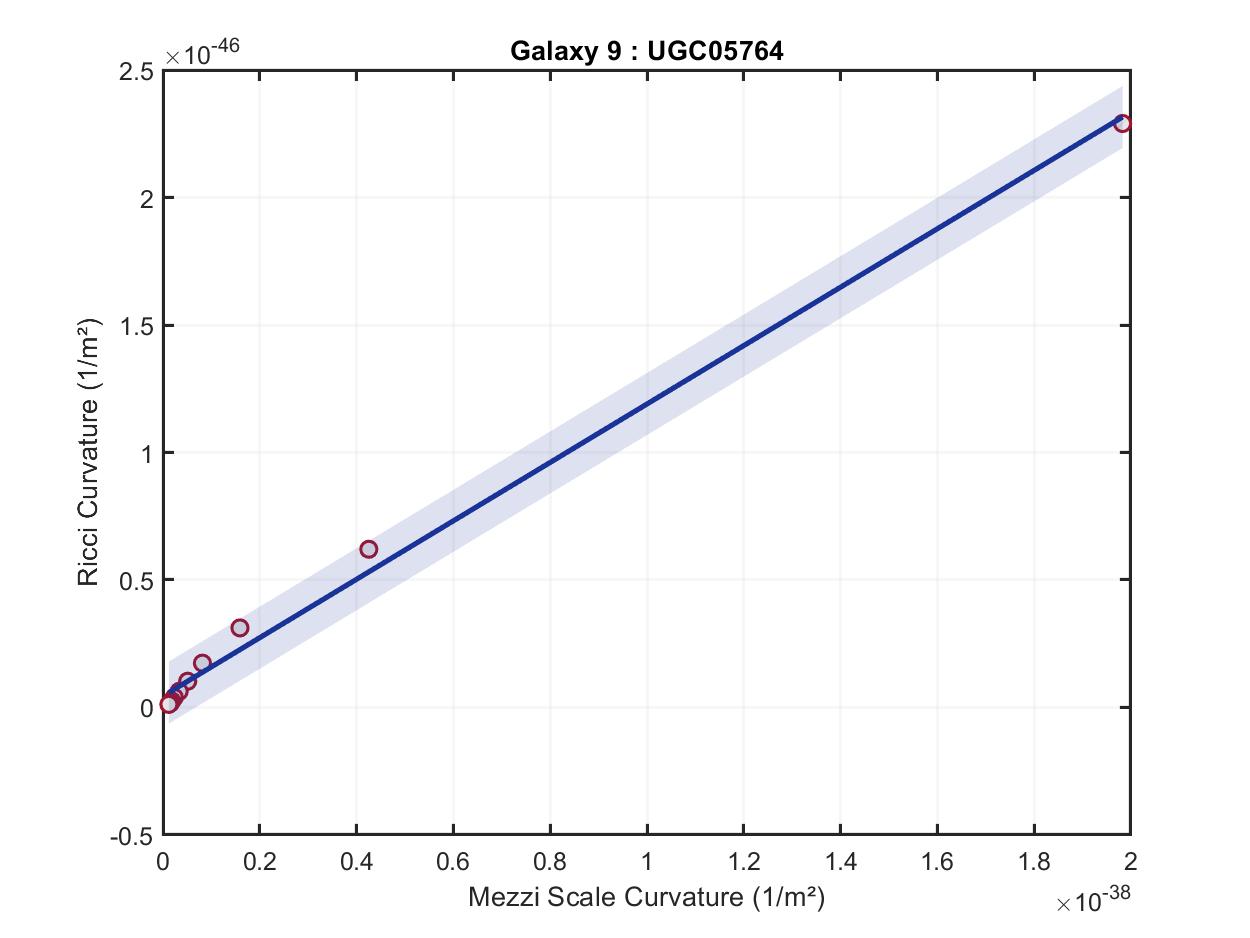 Galaxy 9 : UGC05764
×10-46
2.5
2
1.5
1
0.5
0
-0.5
Ricci Curvature (1/m²)
0 0.2 0.4 0.6 0.8 1 1.2 1.4 1.6 1.8 2
Mezzi Scale Curvature (1/m²)
×10-38